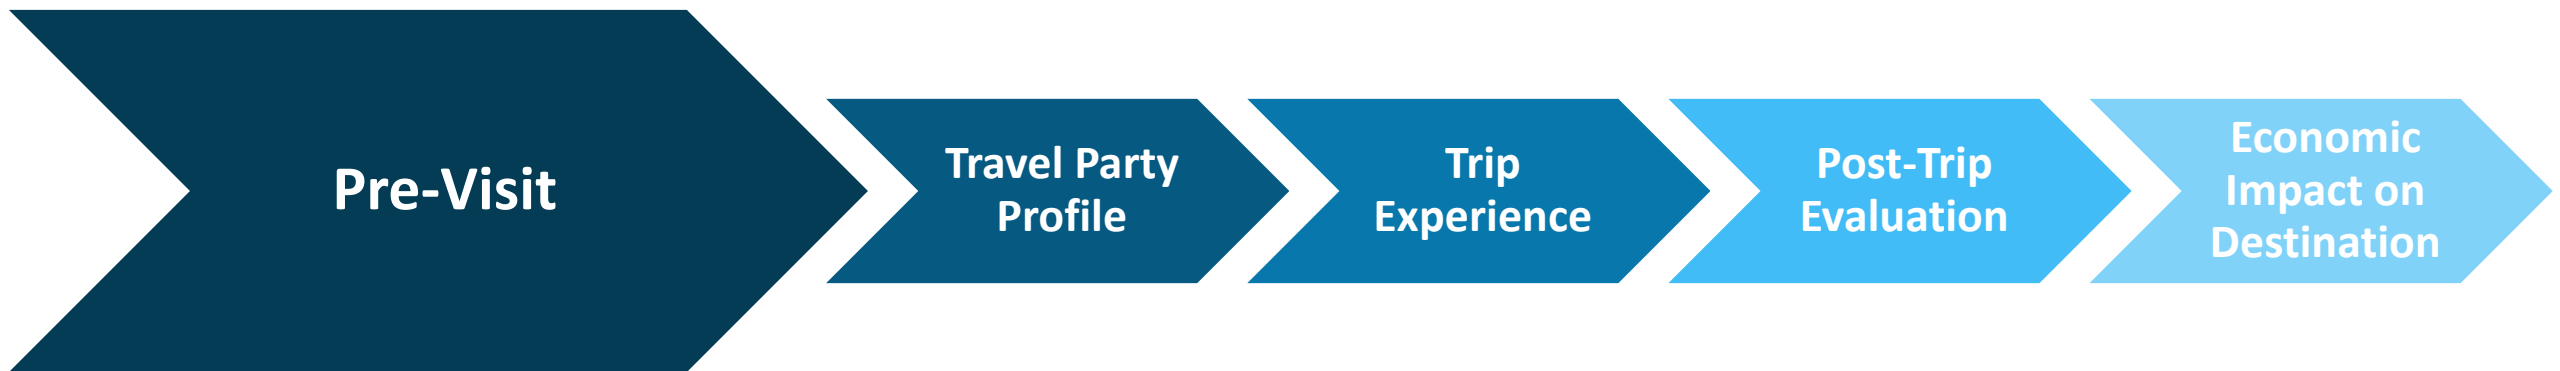 Pre-Visit
Travel Party
Profile
Trip
Experience
Post-Trip
Evaluation
Economic
Impact on
Destination